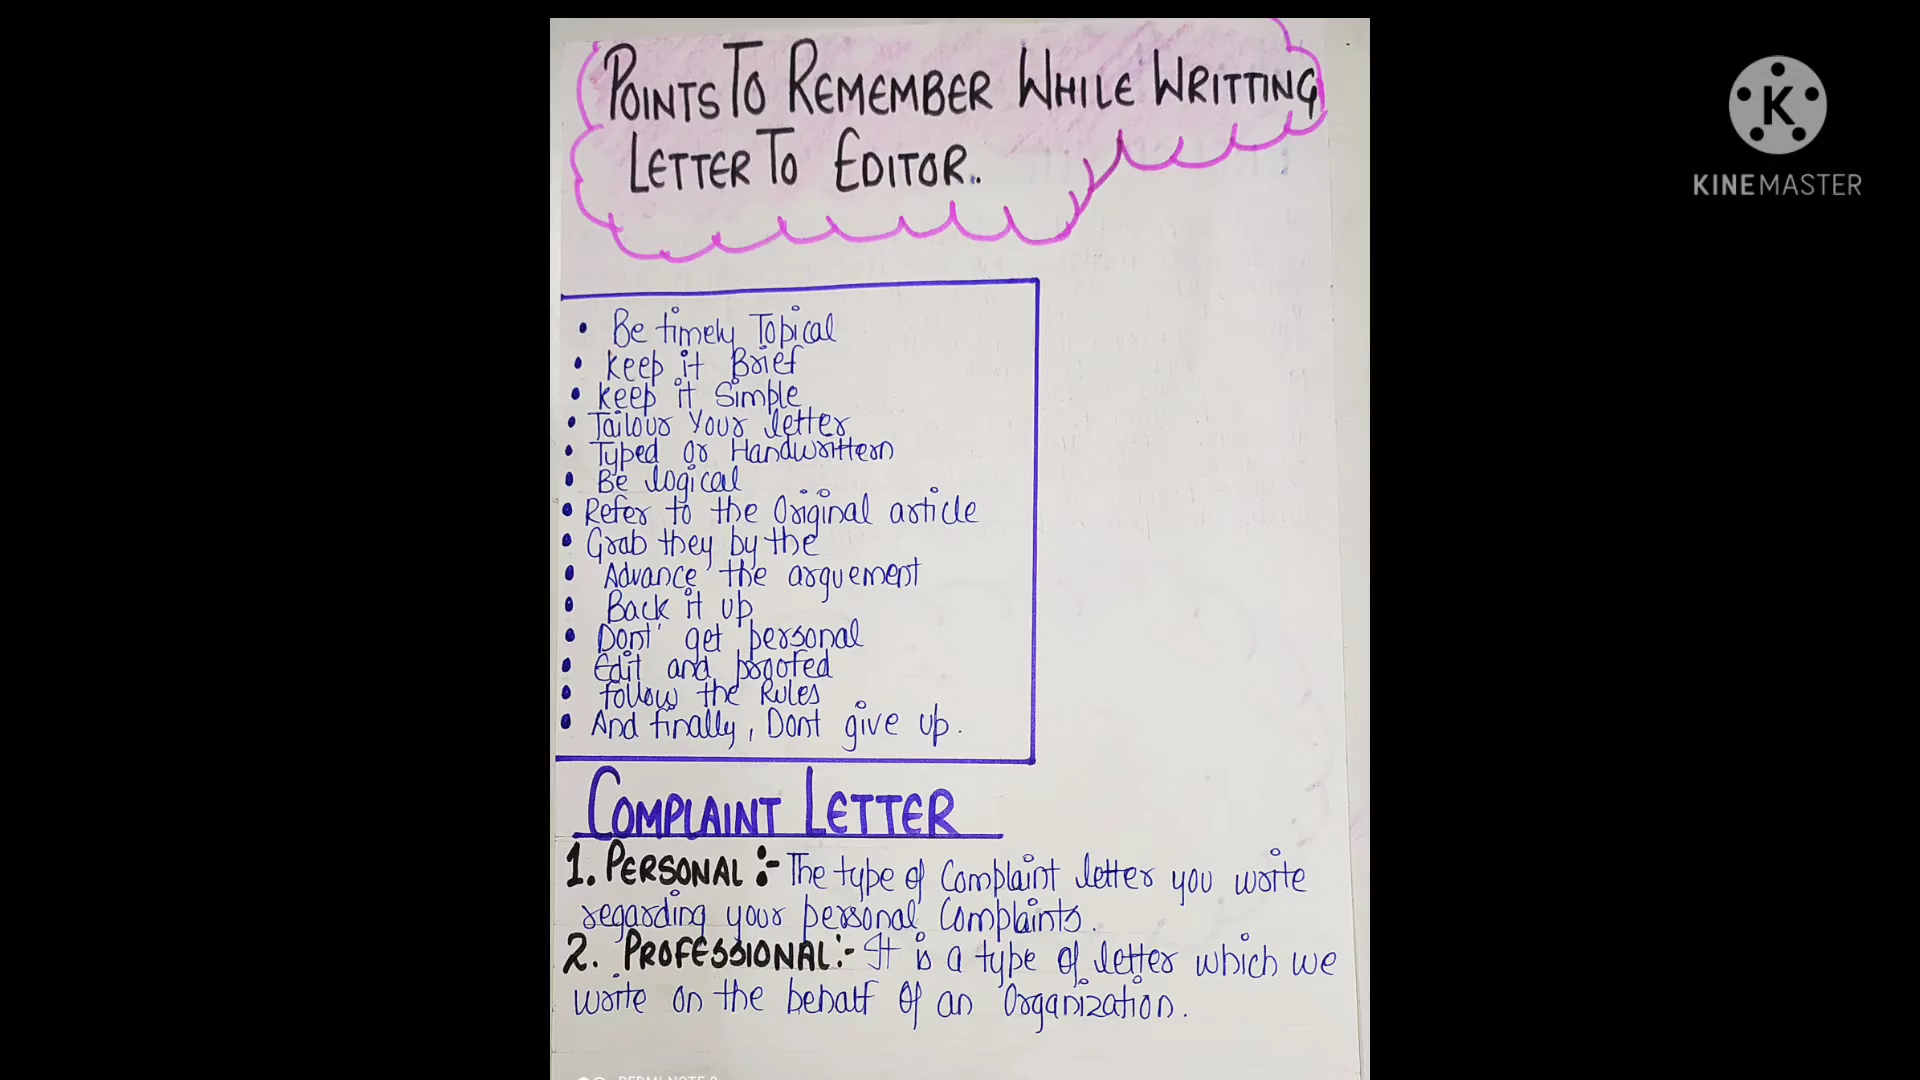 POINTS TO REMEMBER WHILE WRITTING
LETTER TO EDITOR..
KINEMASTER
• Be timely Topical
• Keep it Brief
• Keep it Simple
• Tailour Your letter
• Typed or Handwrittern
• Be logical
• Refer to the Original article
• Grab they by the
• Advance the arguement
• Back it up
• Dont' get personal
• Edit andproofed
• follow the Rules
• And finally, Dont give up.
COMPLAINT LETTER
1. PERSONAL :- The type of Complaint letter you write
regarding your personal Complaints.
2. PROFESSIONAL:- It is a type of letter which we
write on the behalf of an Organization.